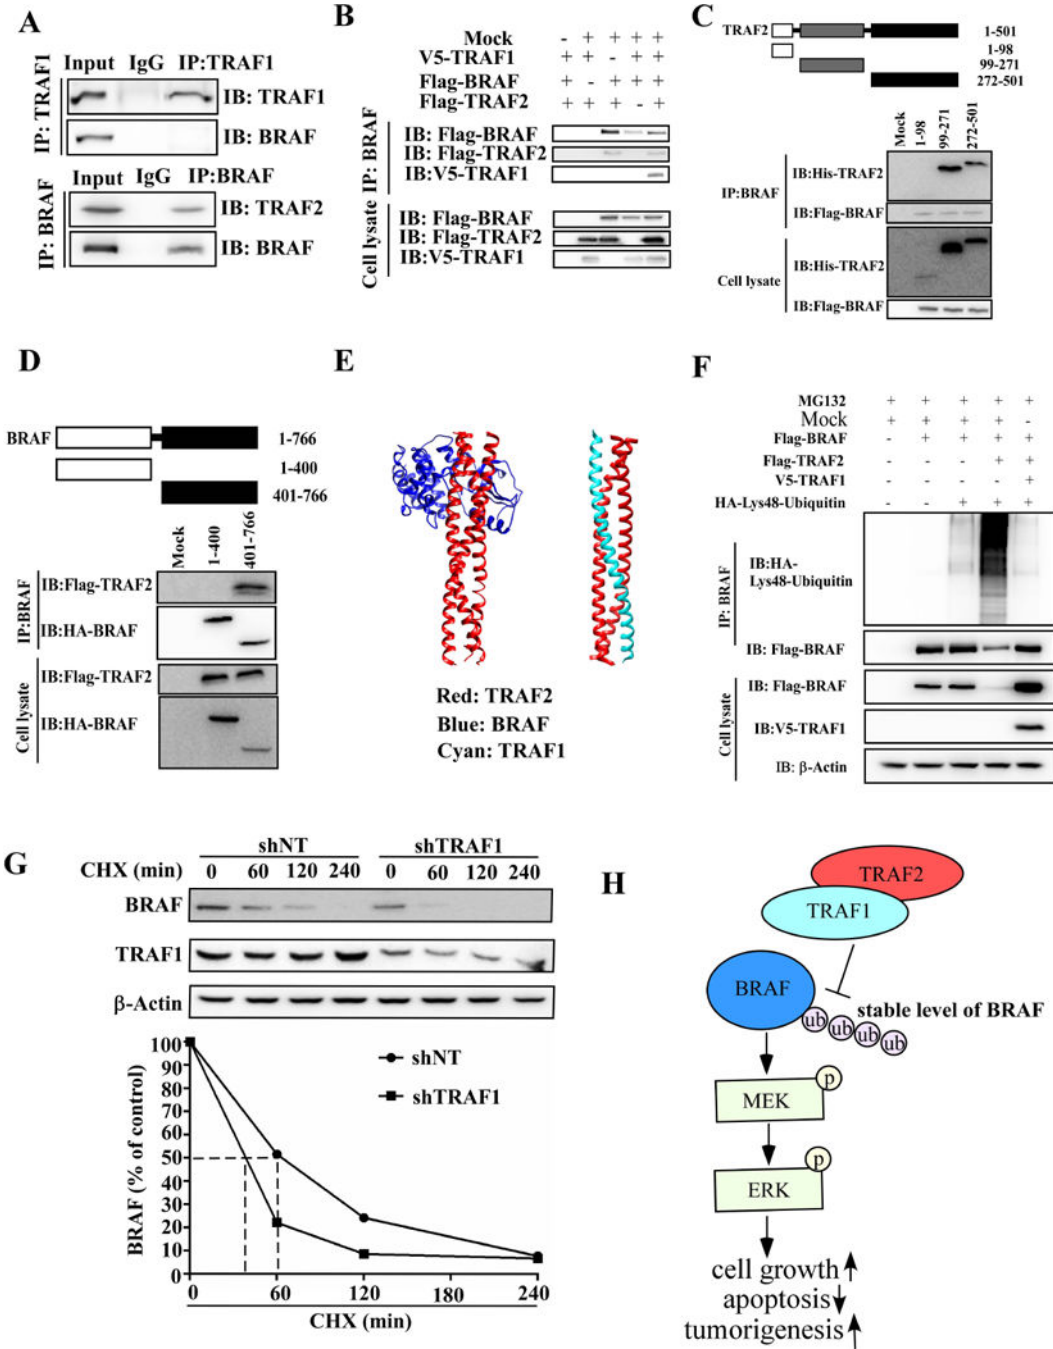 A
Input IgG IP:TRAF1
IP: TRAF1
IB: TRAF1
IB: BRAF
Input IgG IP:BRAF
IP: BRAF
IB: TRAF2
IB: BRAF
B
Mock - + + + +
V5-TRAF1 + + - + +
Flag-BRAF + - + + +
Flag-TRAF2 + + + - +
IP: BRAF
IB: Flag-BRAF
IB: Flag-TRAF2
IB:V5-TRAF1
Cell lysate
IB: Flag-BRAF
IB: Flag-TRAF2
IB:V5-TRAF1
C
TRAF2 1-501
1-98
99-271
272-501
Mock 1-98 99-271 272-501
IP:BRAF
IB:His-TRAF2
IB:Flag-BRAF
Cell lysate
IB:His-TRAF2
IB:Flag-BRAF
D
BRAF 1-766
1-400
401-766
Mock 1-400 401-766
IP:BRAF
IB:Flag-TRAF2
IB:HA-BRAF
Cell lysate
IB:Flag-TRAF2
IB:HA-BRAF
E
Red: TRAF2
Blue: BRAF
Cyan: TRAF1
F
MG132 + + + + +
Mock + + + + -
Flag-BRAF - + + + +
Flag-TRAF2 - - - + +
V5-TRAF1 - - - - +
HA-Lys48-Ubiquitin - - + + +
IP: BRAF
IB:HA-
Lys48-Ubiquitin
IB: Flag-BRAF
Cell lysate
IB: Flag-BRAF
IB:V5-TRAF1
IB: β-Actin
G
shNT shTRAF1
CHX (min) 0 60 120 240 0 60 120 240
BRAF
TRAF1
β-Actin
BRAF (% of control)
100
90
80
70
60
50
40
30
20
10
0
shNT
shTRAF1
0 60 120 180 240
CHX (min)
H
TRAF2
TRAF1
BRAF
stable level of BRAF
ub ub ub ub
p
MEK
p
ERK
cell growth
apoptosis
tumorigenesis